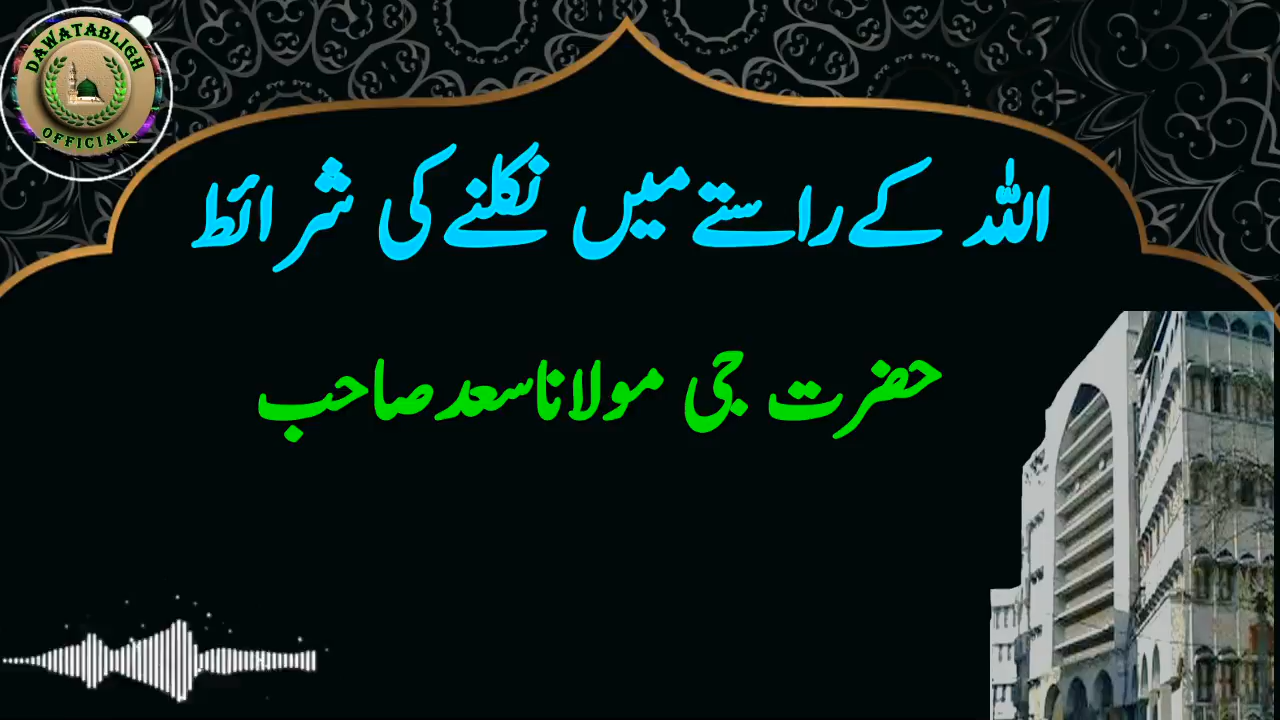 DAWATABLIGH
OFFICIAL
اللہ کے راستے میں نکلنے کی شرائط
حضرت جی مولانا سعد صاحب